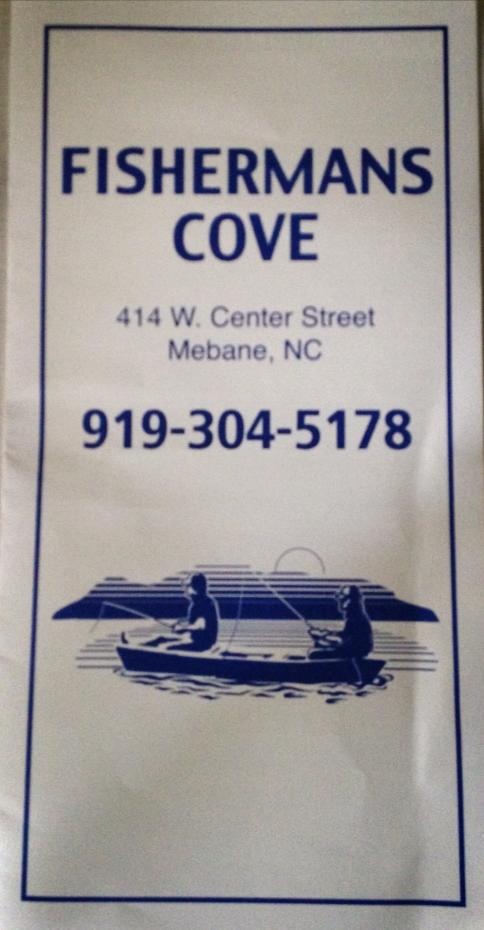 FISHERMANS
COVE
414 W. Center Street
Mebane, NC
919-304-5178